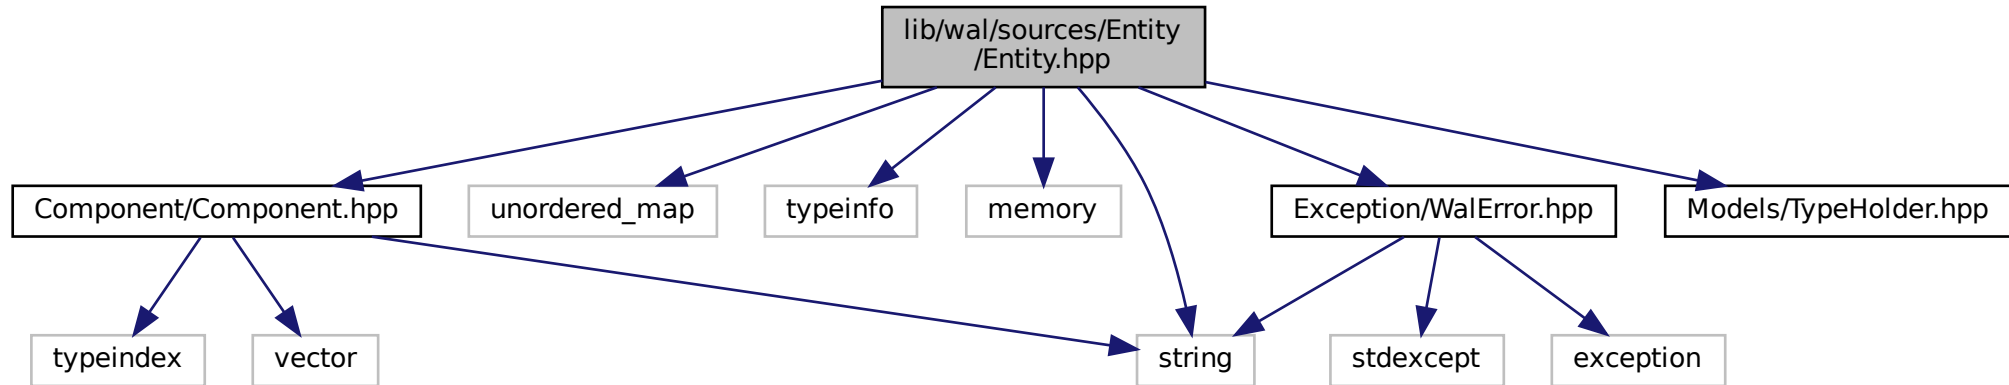 lib/wal/sources/Entity
/Entity.hpp
Component/Component.hpp
unordered_map
typeinfo
memory
Exception/WalError.hpp
Models/TypeHolder.hpp
typeindex
vector
string
stdexcept
exception